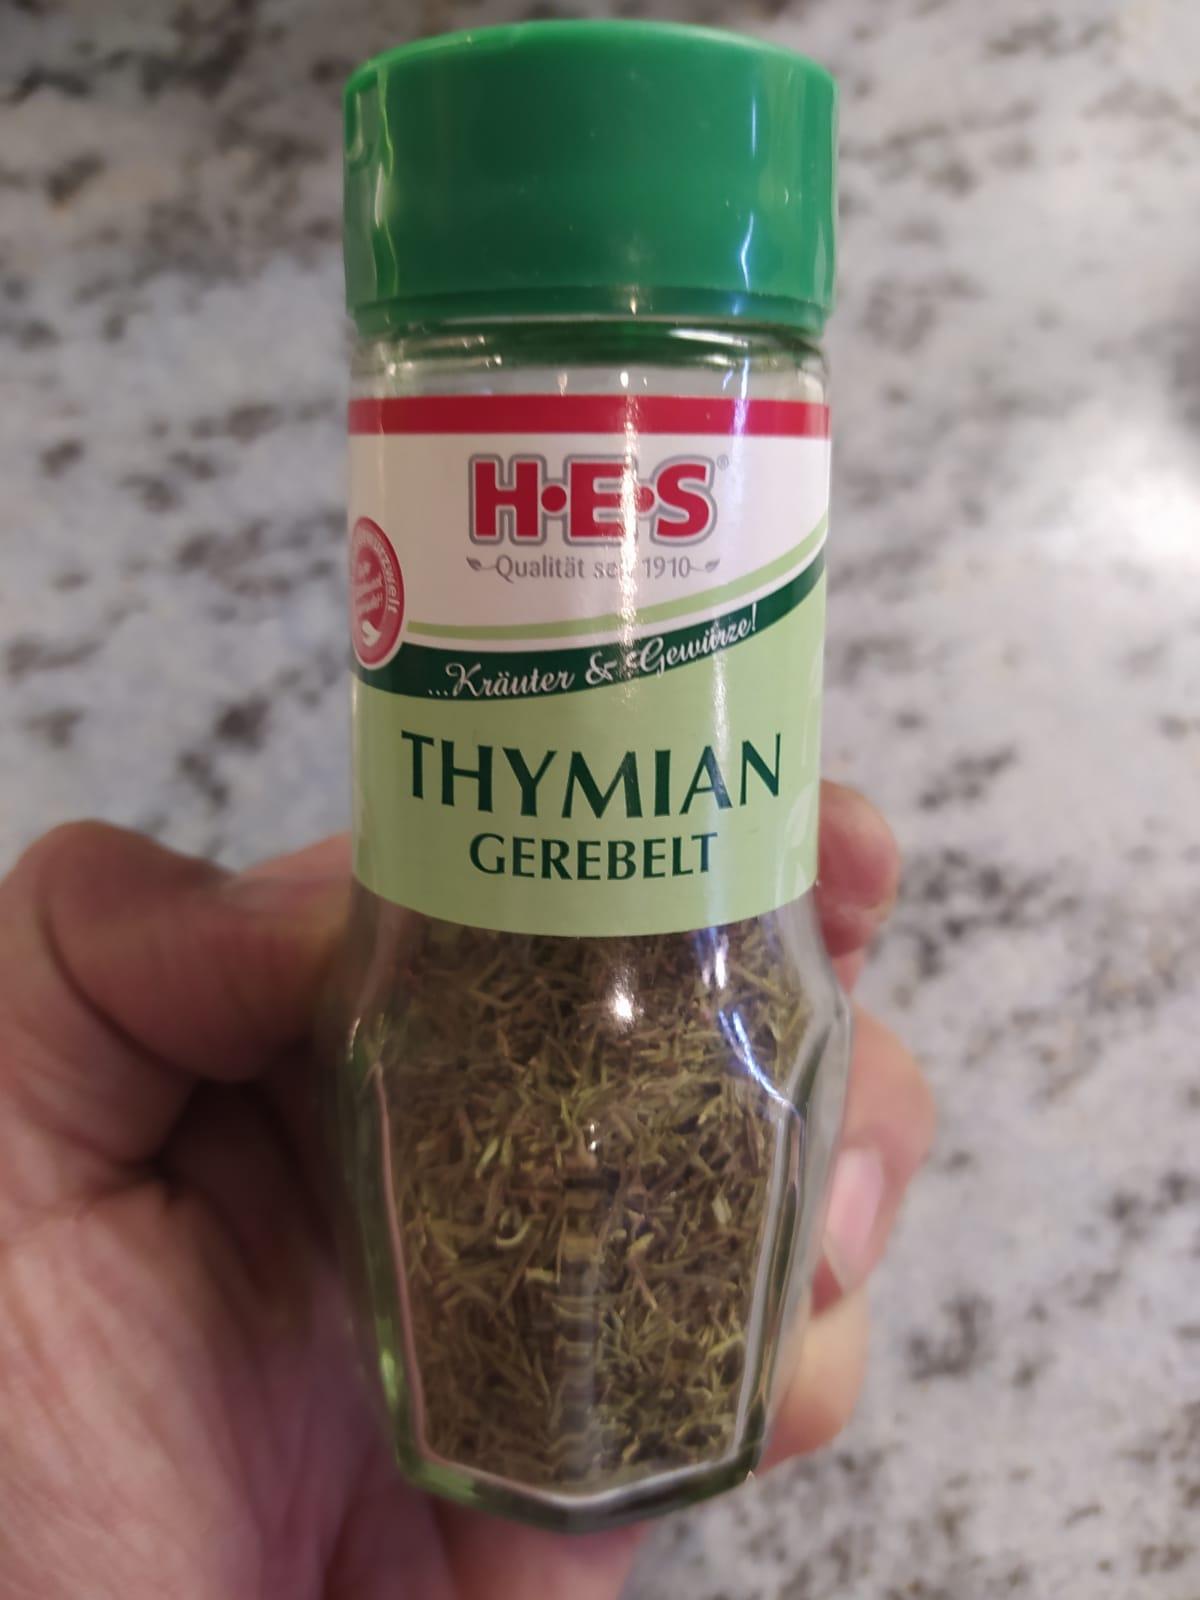 H•E•S®
Qualität seit 1910
...Kräuter & Gewürze!
THYMIAN
GEREBELT